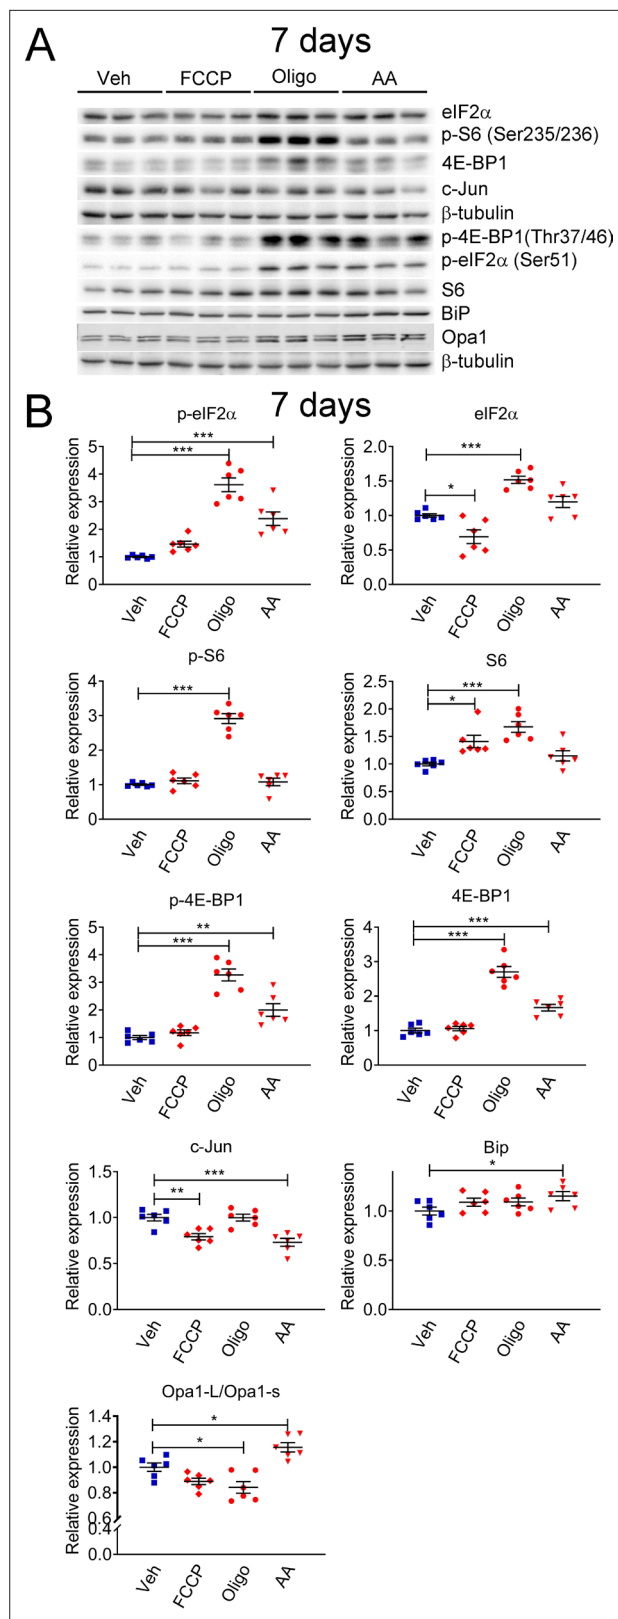 A
7 days
Veh FCCP Oligo AA
eIF2α
p-S6 (Ser235/236)
4E-BP1
c-Jun
β-tubulin
p-4E-BP1(Thr37/46)
p-eIF2α (Ser51)
S6
BiP
Opa1
β-tubulin
B
7 days
p-eIF2α
Relative expression
5
4
3
2
1
0
***
***
Veh FCCP Oligo AA
eIF2α
Relative expression
2.0
1.5
1.0
0.5
0.0
***
*
Veh FCCP Oligo AA
p-S6
Relative expression
4
3
2
1
0
***
Veh FCCP Oligo AA
S6
Relative expression
2.5
2.0
1.5
1.0
0.5
0.0
***
*
Veh FCCP Oligo AA
p-4E-BP1
Relative expression
5
4
3
2
1
0
**
***
Veh FCCP Oligo AA
4E-BP1
Relative expression
4
3
2
1
0
***
***
Veh FCCP Oligo AA
c-Jun
Relative expression
1.5
1.0
0.5
0.0
***
**
Veh FCCP Oligo AA
Bip
Relative expression
1.0
0.5
0.0
*
Veh FCCP Oligo AA
Opa1-L/Opa1-s
Relative expression
1.4
1.2
1.0
0.8
0.6
0.4
0.0
*
*
Veh FCCP Oligo AA